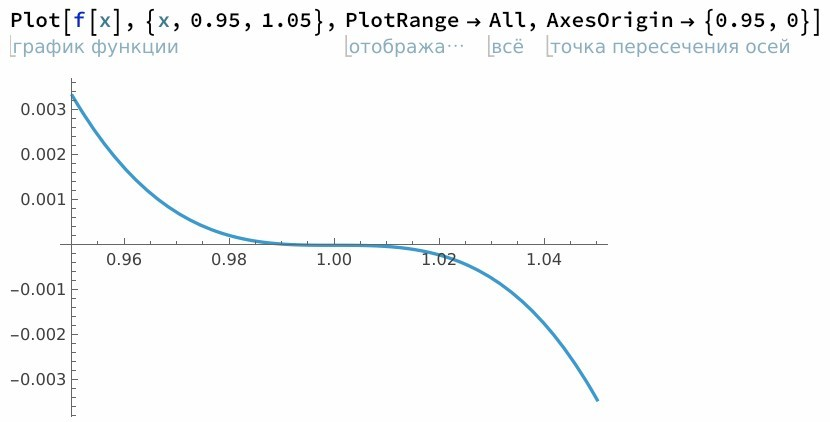 Plot[f[x], {x, 0.95, 1.05}, PlotRange → All, AxesOrigin → {0.95, 0}]
график функции отобража··· всё точка пересечения осей
0.003
0.002
0.001
0.96 0.98 1.00 1.02 1.04
-0.001
-0.002
-0.003